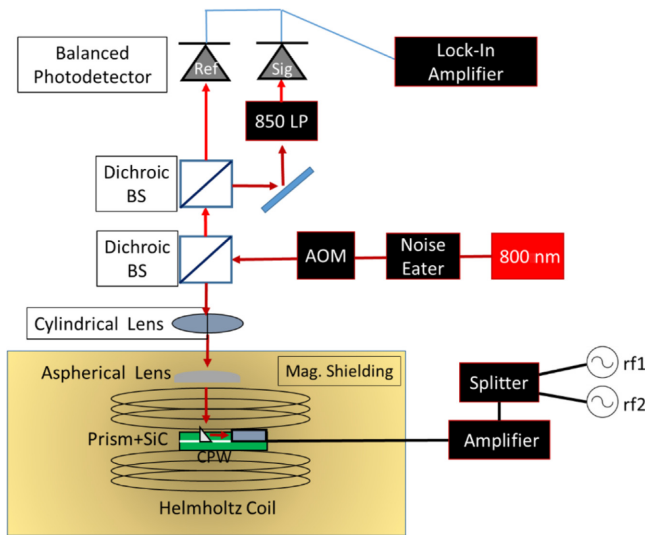 Balanced
Photodetector
Ref
Sig
Lock-In
Amplifier
850 LP
Dichroic
BS
Dichroic
BS
AOM
Noise
Eater
800 nm
Cylindrical Lens
Aspherical Lens
Mag. Shielding
Splitter
rf1
rf2
Prism+SiC
CPW
Amplifier
Helmholtz Coil